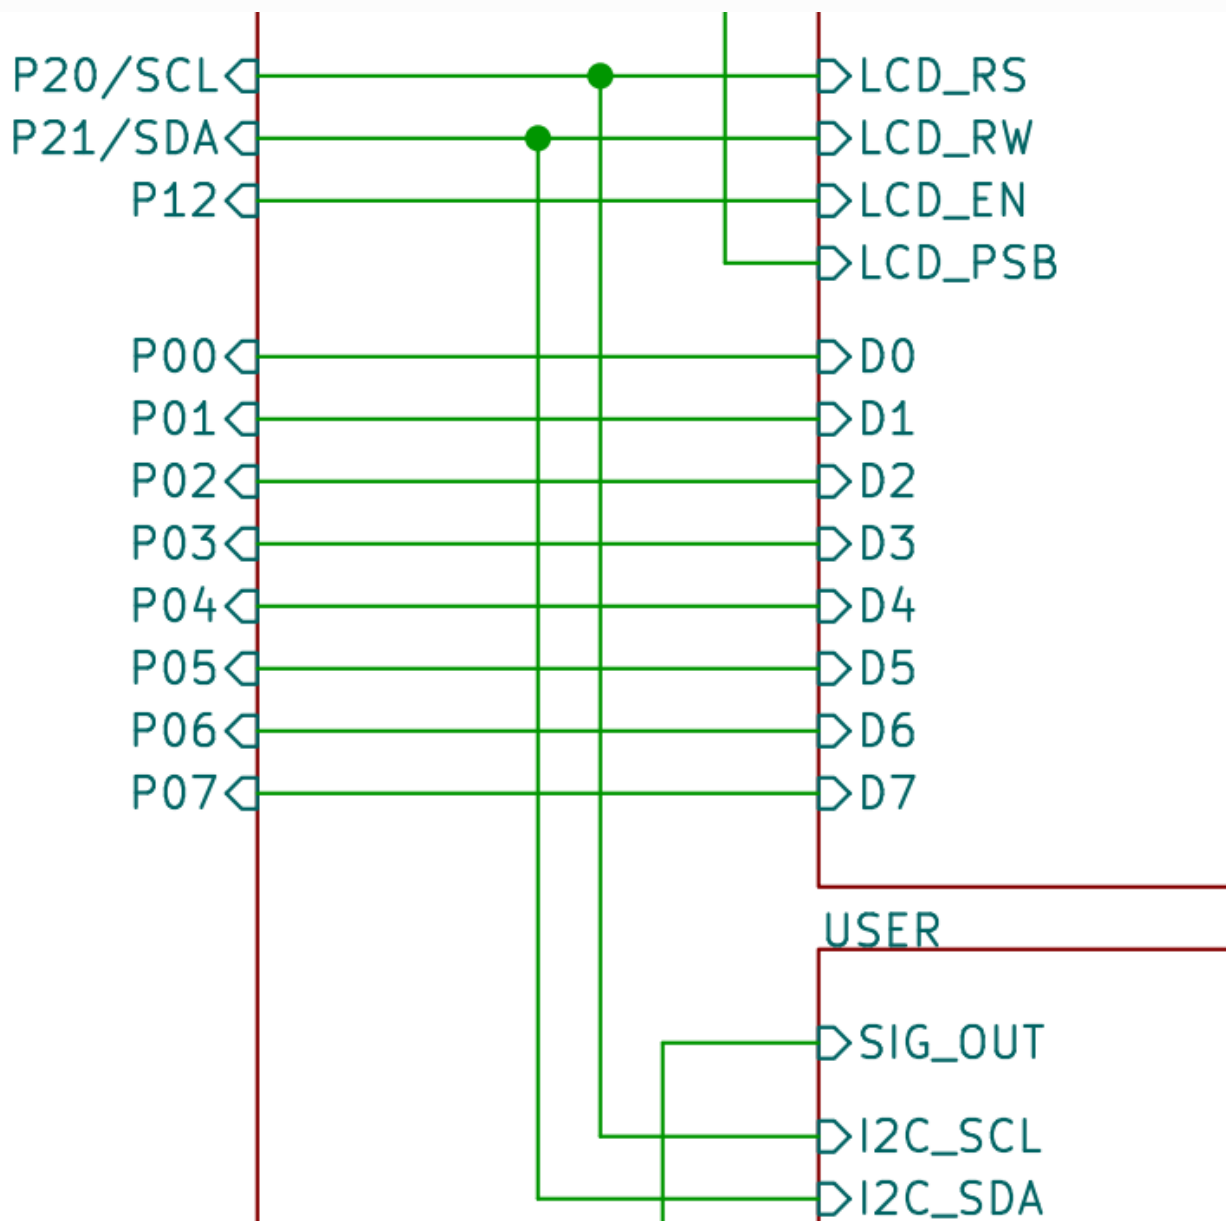 P20/SCL LCD_RS
P21/SDA LCD_RW
P12 LCD_EN
LCD_PSB
P00 D0
P01 D1
P02 D2
P03 D3
P04 D4
P05 D5
P06 D6
P07 D7
USER
SIG_OUT
I2C_SCL
I2C_SDA